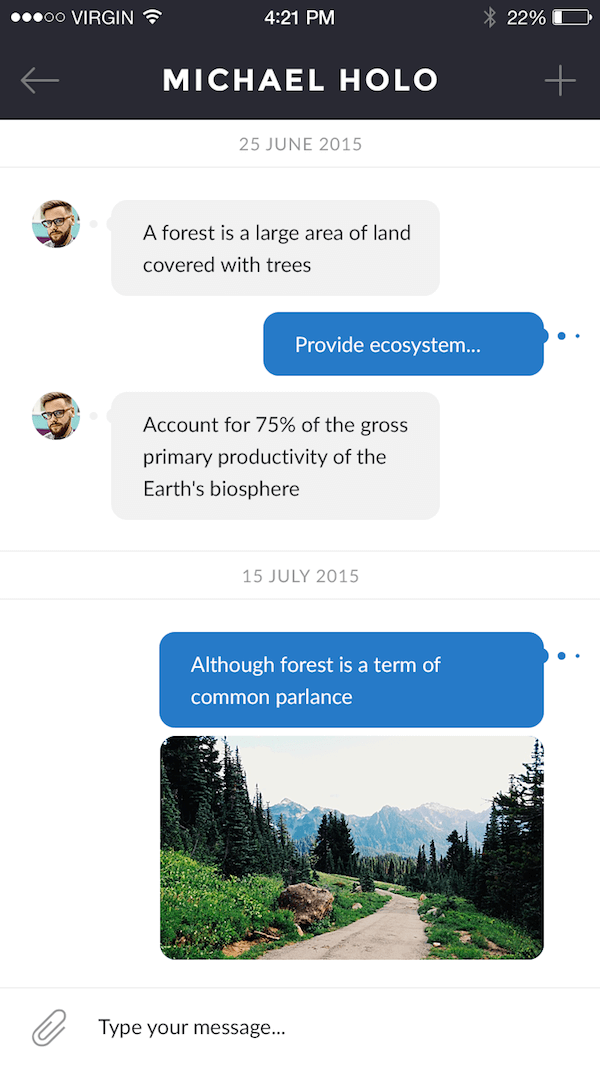 VIRGIN 4:21 PM 22%
MICHAEL HOLO
25 JUNE 2015
A forest is a large area of land
covered with trees
Provide ecosystem...
Account for 75% of the gross
primary productivity of the
Earth's biosphere
15 JULY 2015
Although forest is a term of
common parlance
Type your message...